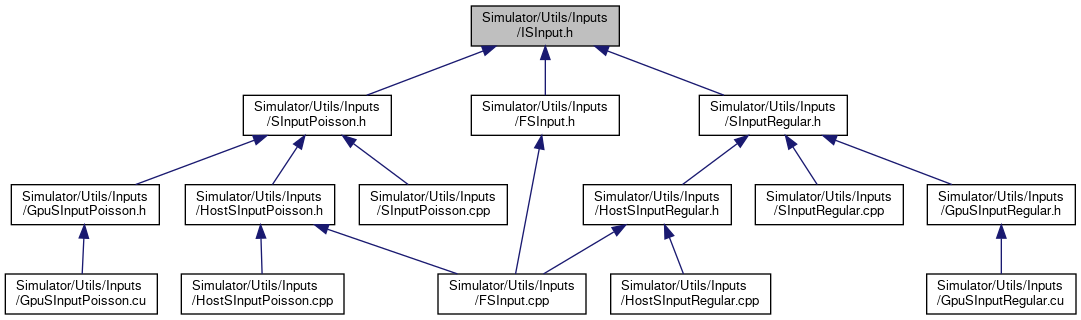 Simulator/Utils/Inputs
/ISInput.h
Simulator/Utils/Inputs
/SInputPoisson.h
Simulator/Utils/Inputs
/FSInput.h
Simulator/Utils/Inputs
/SInputRegular.h
Simulator/Utils/Inputs
/GpuSInputPoisson.h
Simulator/Utils/Inputs
/HostSInputPoisson.h
Simulator/Utils/Inputs
/SInputPoisson.cpp
Simulator/Utils/Inputs
/HostSInputRegular.h
Simulator/Utils/Inputs
/SInputRegular.cpp
Simulator/Utils/Inputs
/GpuSInputRegular.h
Simulator/Utils/Inputs
/GpuSInputPoisson.cu
Simulator/Utils/Inputs
/HostSInputPoisson.cpp
Simulator/Utils/Inputs
/FSInput.cpp
Simulator/Utils/Inputs
/HostSInputRegular.cpp
Simulator/Utils/Inputs
/GpuSInputRegular.cu